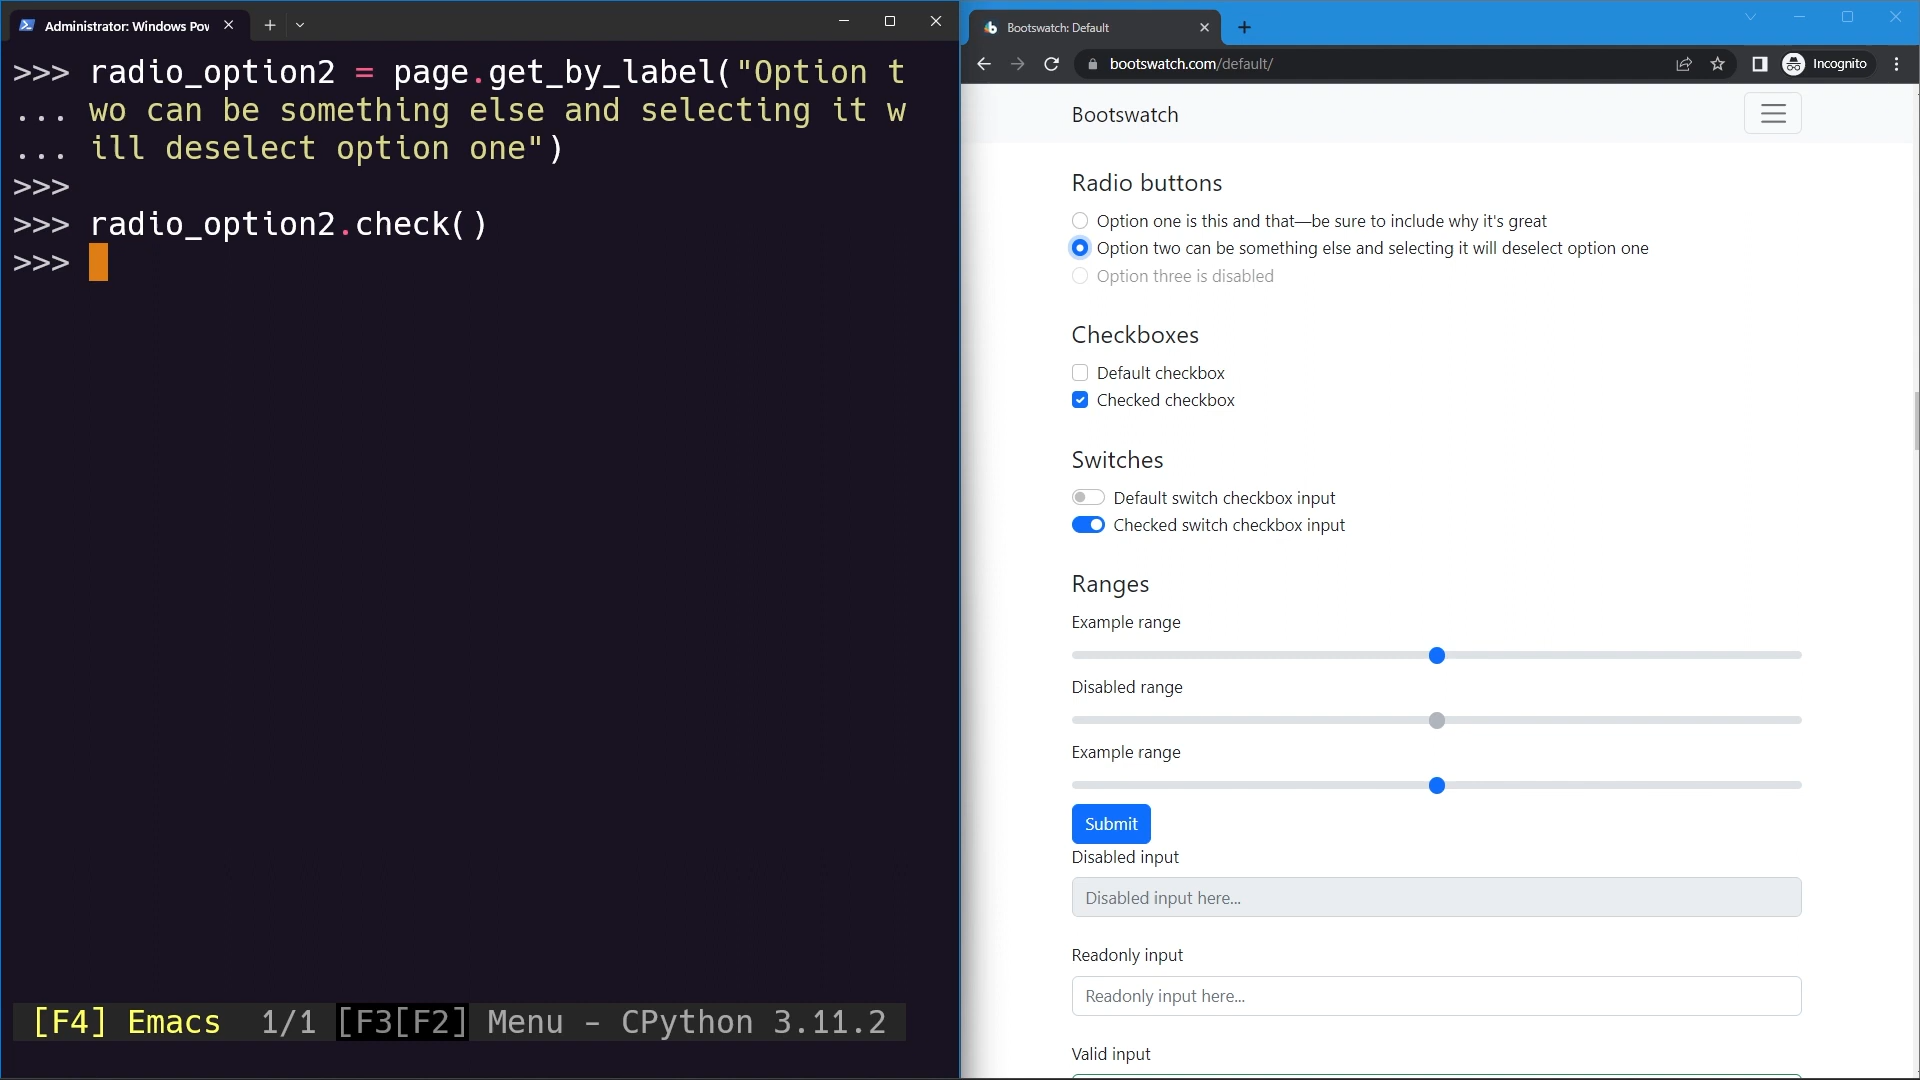 Administrator: Windows Pov
>>> radio_option2 = page.get_by_label("Option t
... wo can be something else and selecting it w
... ill deselect option one")
>>>
>>> radio_option2.check()
>>>
[F4] Emacs 1/1 [F3[F2] Menu - CPython 3.11.2
Bootswatch: Default
bootswatch.com/default/
Incognito
Bootswatch
Radio buttons
Option one is this and that—be sure to include why it's great
Option two can be something else and selecting it will deselect option one
Option three is disabled
Checkboxes
Default checkbox
Checked checkbox
Switches
Default switch checkbox input
Checked switch checkbox input
Ranges
Example range
Disabled range
Example range
Submit
Disabled input
Disabled input here...
Readonly input
Readonly input here...
Valid input